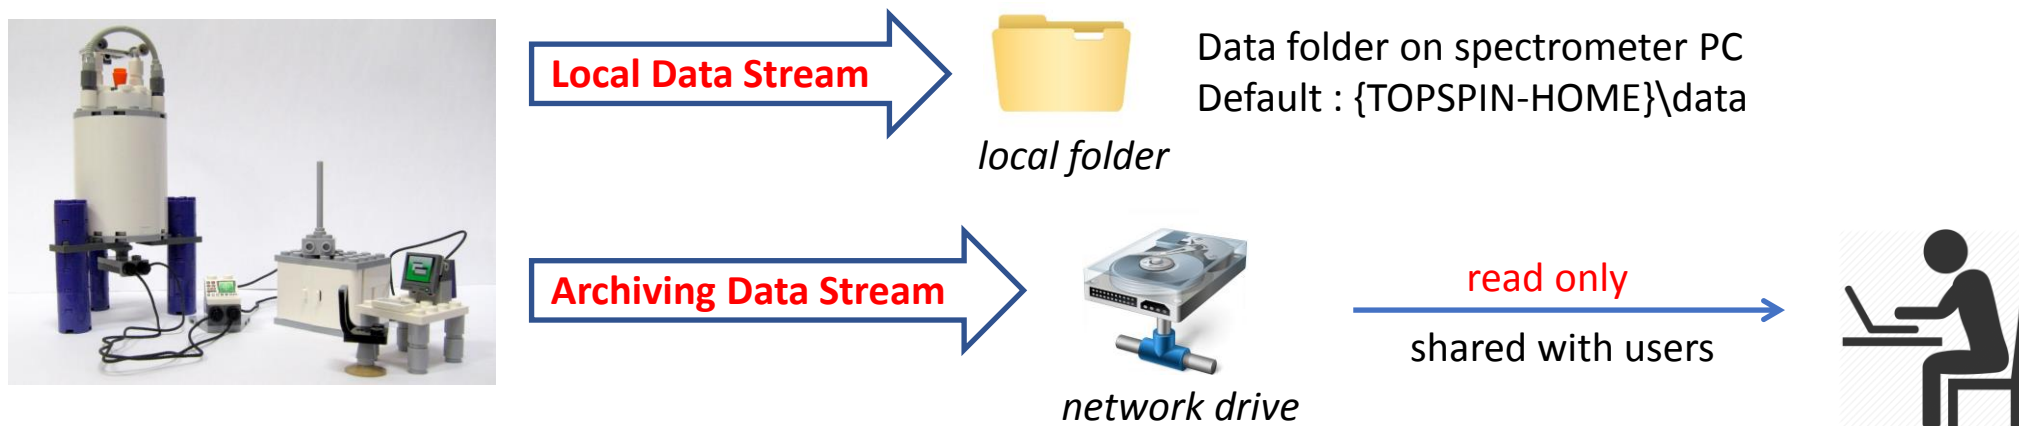 Local Data Stream
local folder
Data folder on spectrometer PC
Default : {TOPSPIN-HOME}\data
Archiving Data Stream
network drive
read only
shared with users